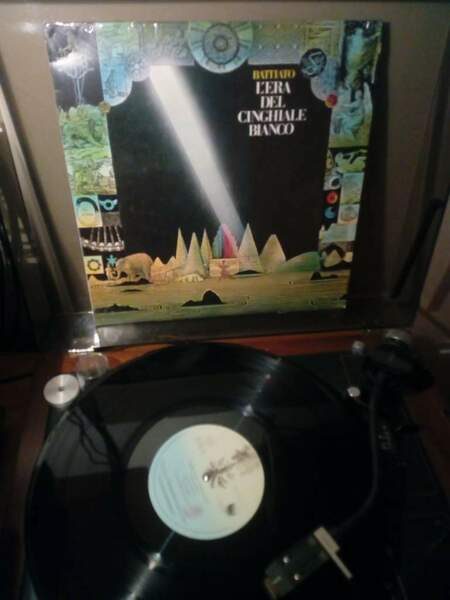 BATTIATO
L'ERA
DEL
CINGHIALE
BIANCO